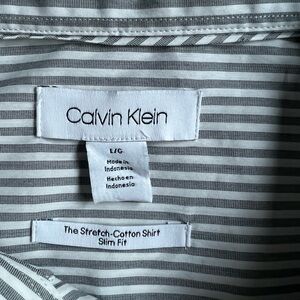 Calvin Klein
L/G
Made in
Indonesia
Hecho en
Indonesia
The Stretch-Cotton Shirt
Slim Fit